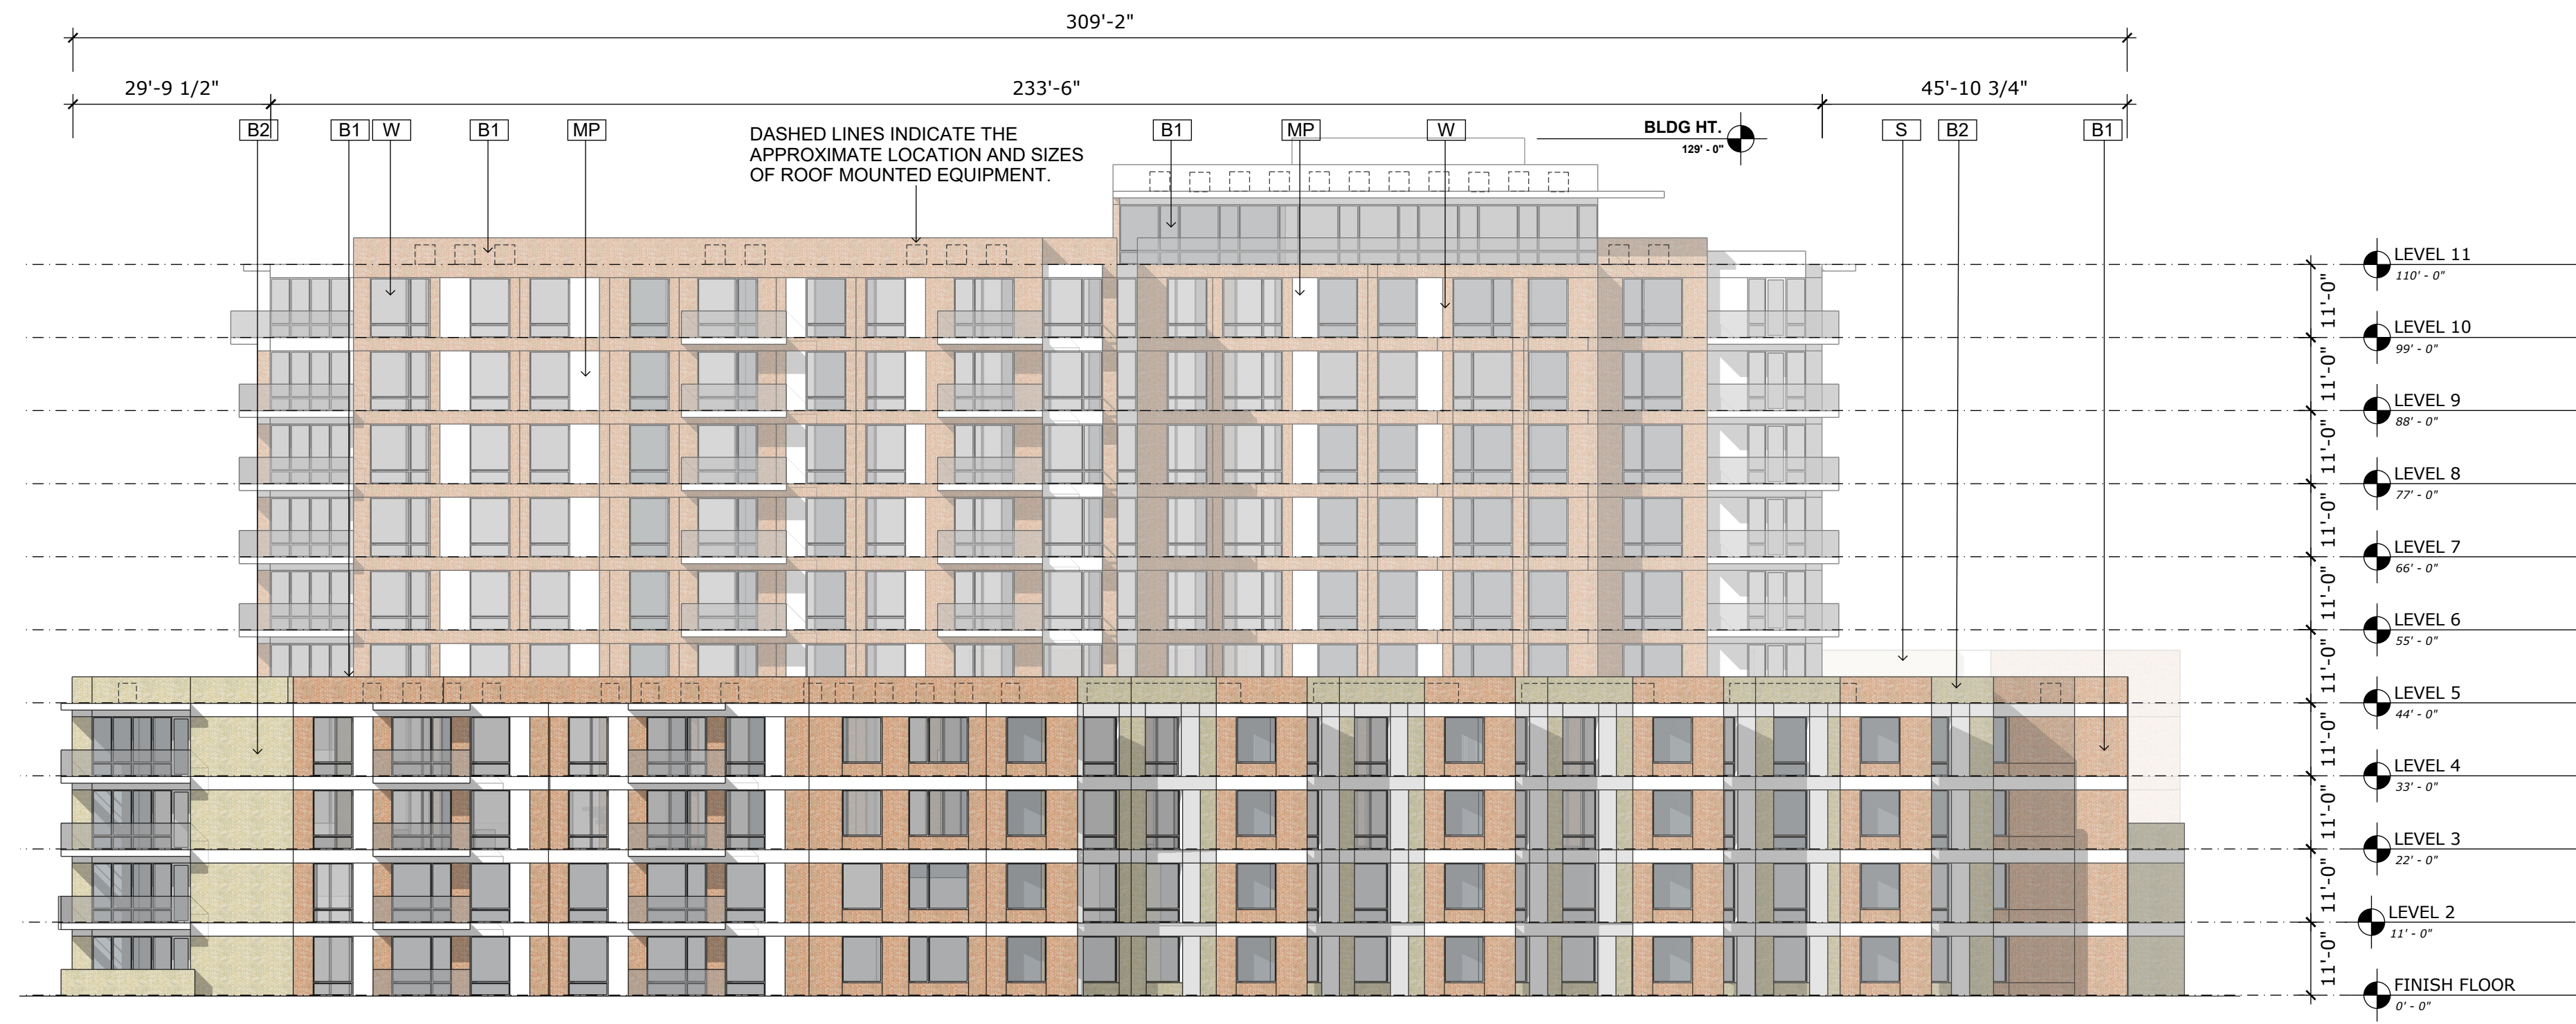 309'-2"
29'-9 1/2"
233'-6"
45'-10 3/4"
B2
B1
W
B1
MP
DASHED LINES INDICATE THE
APPROXIMATE LOCATION AND SIZES
OF ROOF MOUNTED EQUIPMENT.
B1
MP
W
BLDG HT.
129' - 0"
S
B2
B1
LEVEL 11
110' - 0"
11'-0"
LEVEL 10
99' - 0"
11'-0"
LEVEL 9
88' - 0"
11'-0"
LEVEL 8
77' - 0"
11'-0"
LEVEL 7
66' - 0"
11'-0"
LEVEL 6
55' - 0"
11'-0"
LEVEL 5
44' - 0"
11'-0"
LEVEL 4
33' - 0"
11'-0"
LEVEL 3
22' - 0"
11'-0"
LEVEL 2
11' - 0"
11'-0"
FINISH FLOOR
0' - 0"